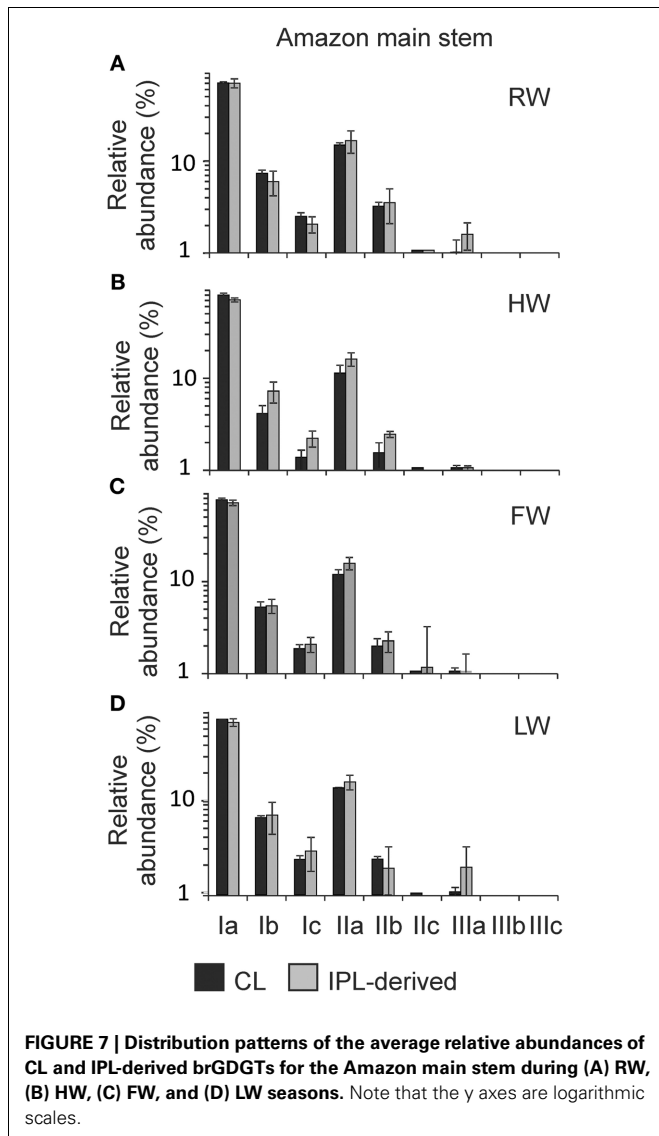 Amazon main stem
A
RW
Relative
abundance (%)
10
1
B
HW
Relative
abundance (%)
10
1
C
FW
Relative
abundance (%)
10
1
D
LW
Relative
abundance (%)
10
1
Ia Ib Ic IIa IIb IIc IIIa IIIb IIIc
CL IPL-derived
FIGURE 7 | Distribution patterns of the average relative abundances of
CL and IPL-derived brGDGTs for the Amazon main stem during (A) RW,
(B) HW, (C) FW, and (D) LW seasons. Note that the y axes are logarithmic
scales.